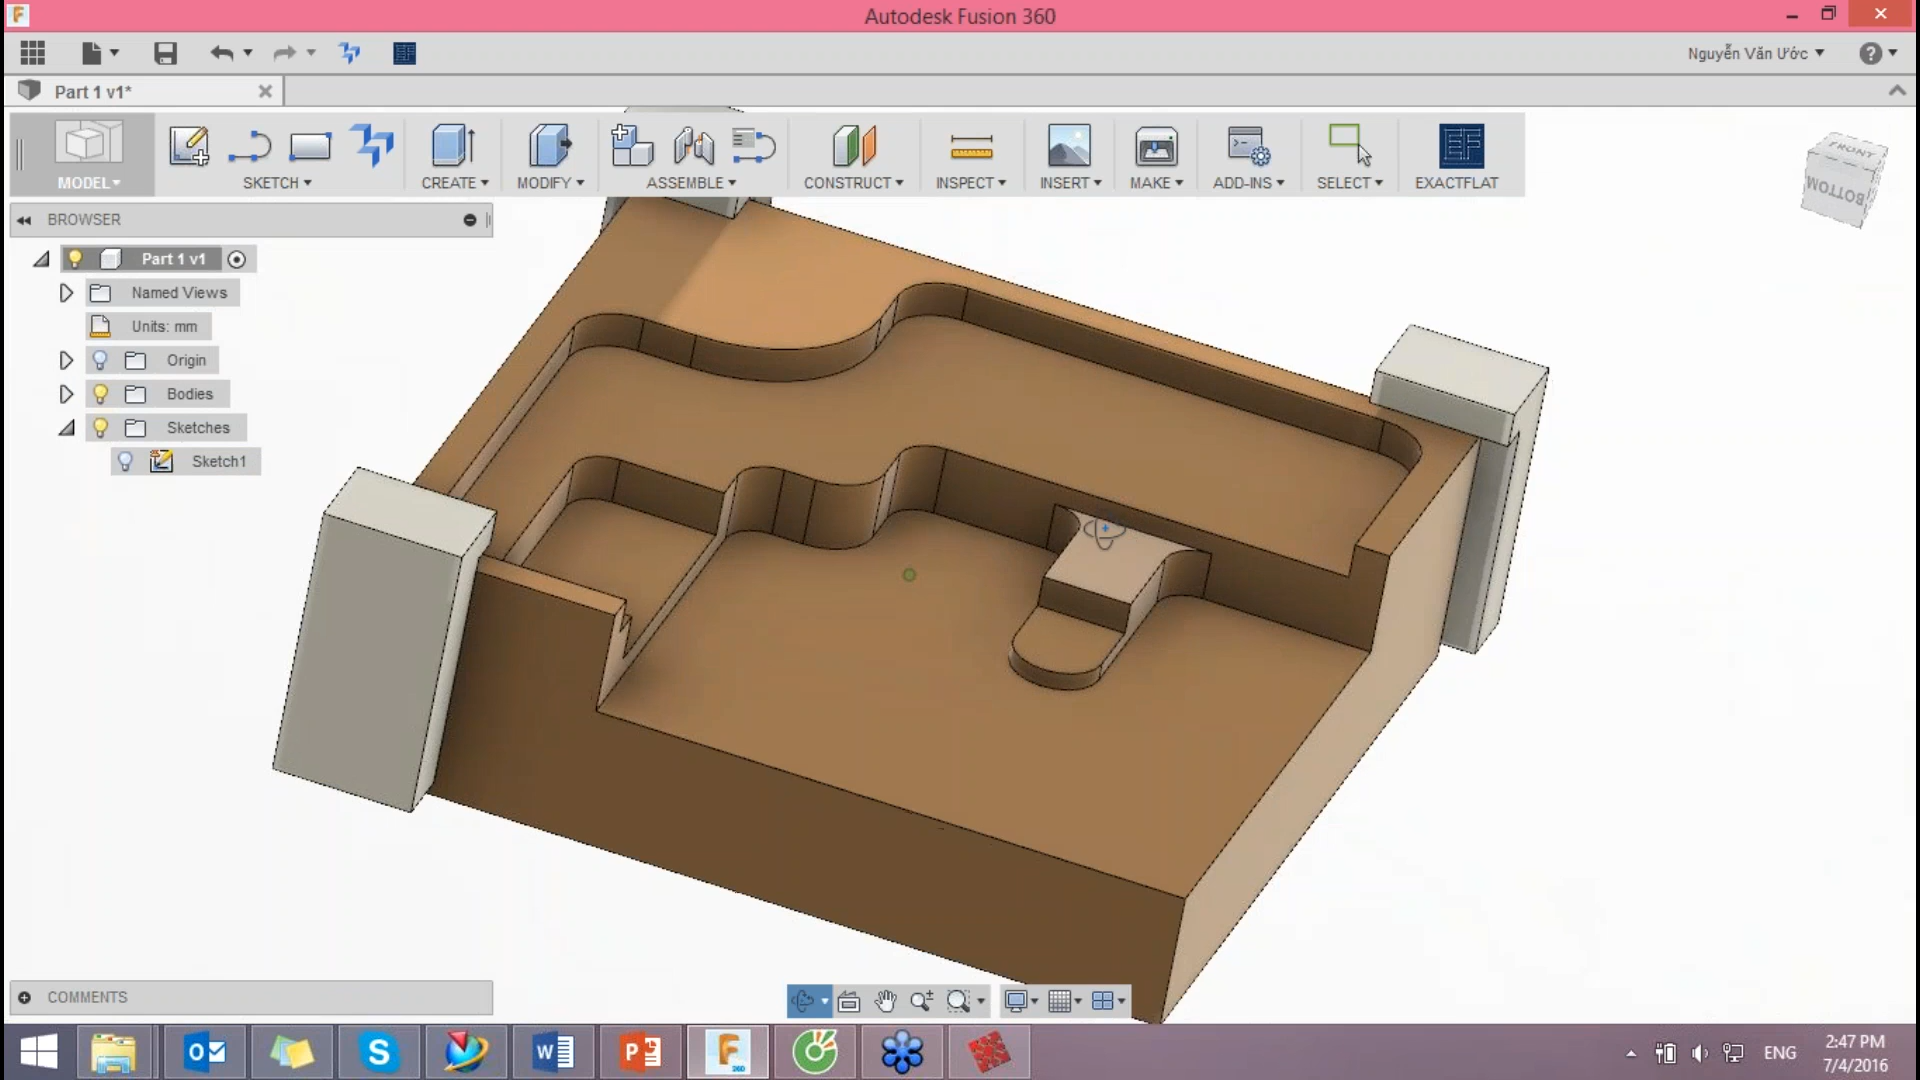 Autodesk Fusion 360
Nguyễn Văn Ước
Part 1 v1*
MODEL
SKETCH
CREATE
MODIFY
ASSEMBLE
CONSTRUCT
INSPECT
INSERT
MAKE
ADD-INS
SELECT
EXACTFLAT
FRONT
BOTTOM
BROWSER
Part 1 v1
Named Views
Units: mm
Origin
Bodies
Sketches
Sketch1
COMMENTS
ENG
2:47 PM
7/4/2016